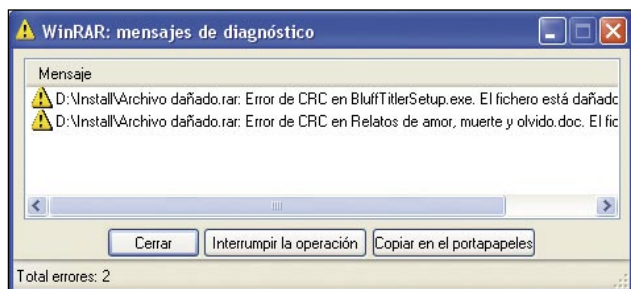 WinRAR: mensajes de diagnóstico
Mensaje
D:\Install\Archivo dañado.rar: Error de CRC en BluffTitlerSetup.exe. El fichero está dañado
D:\Install\Archivo dañado.rar: Error de CRC en Relatos de amor, muerte y olvido.doc. El fic
Cerrar
Interrumpir la operación
Copiar en el portapapeles
Total errores: 2